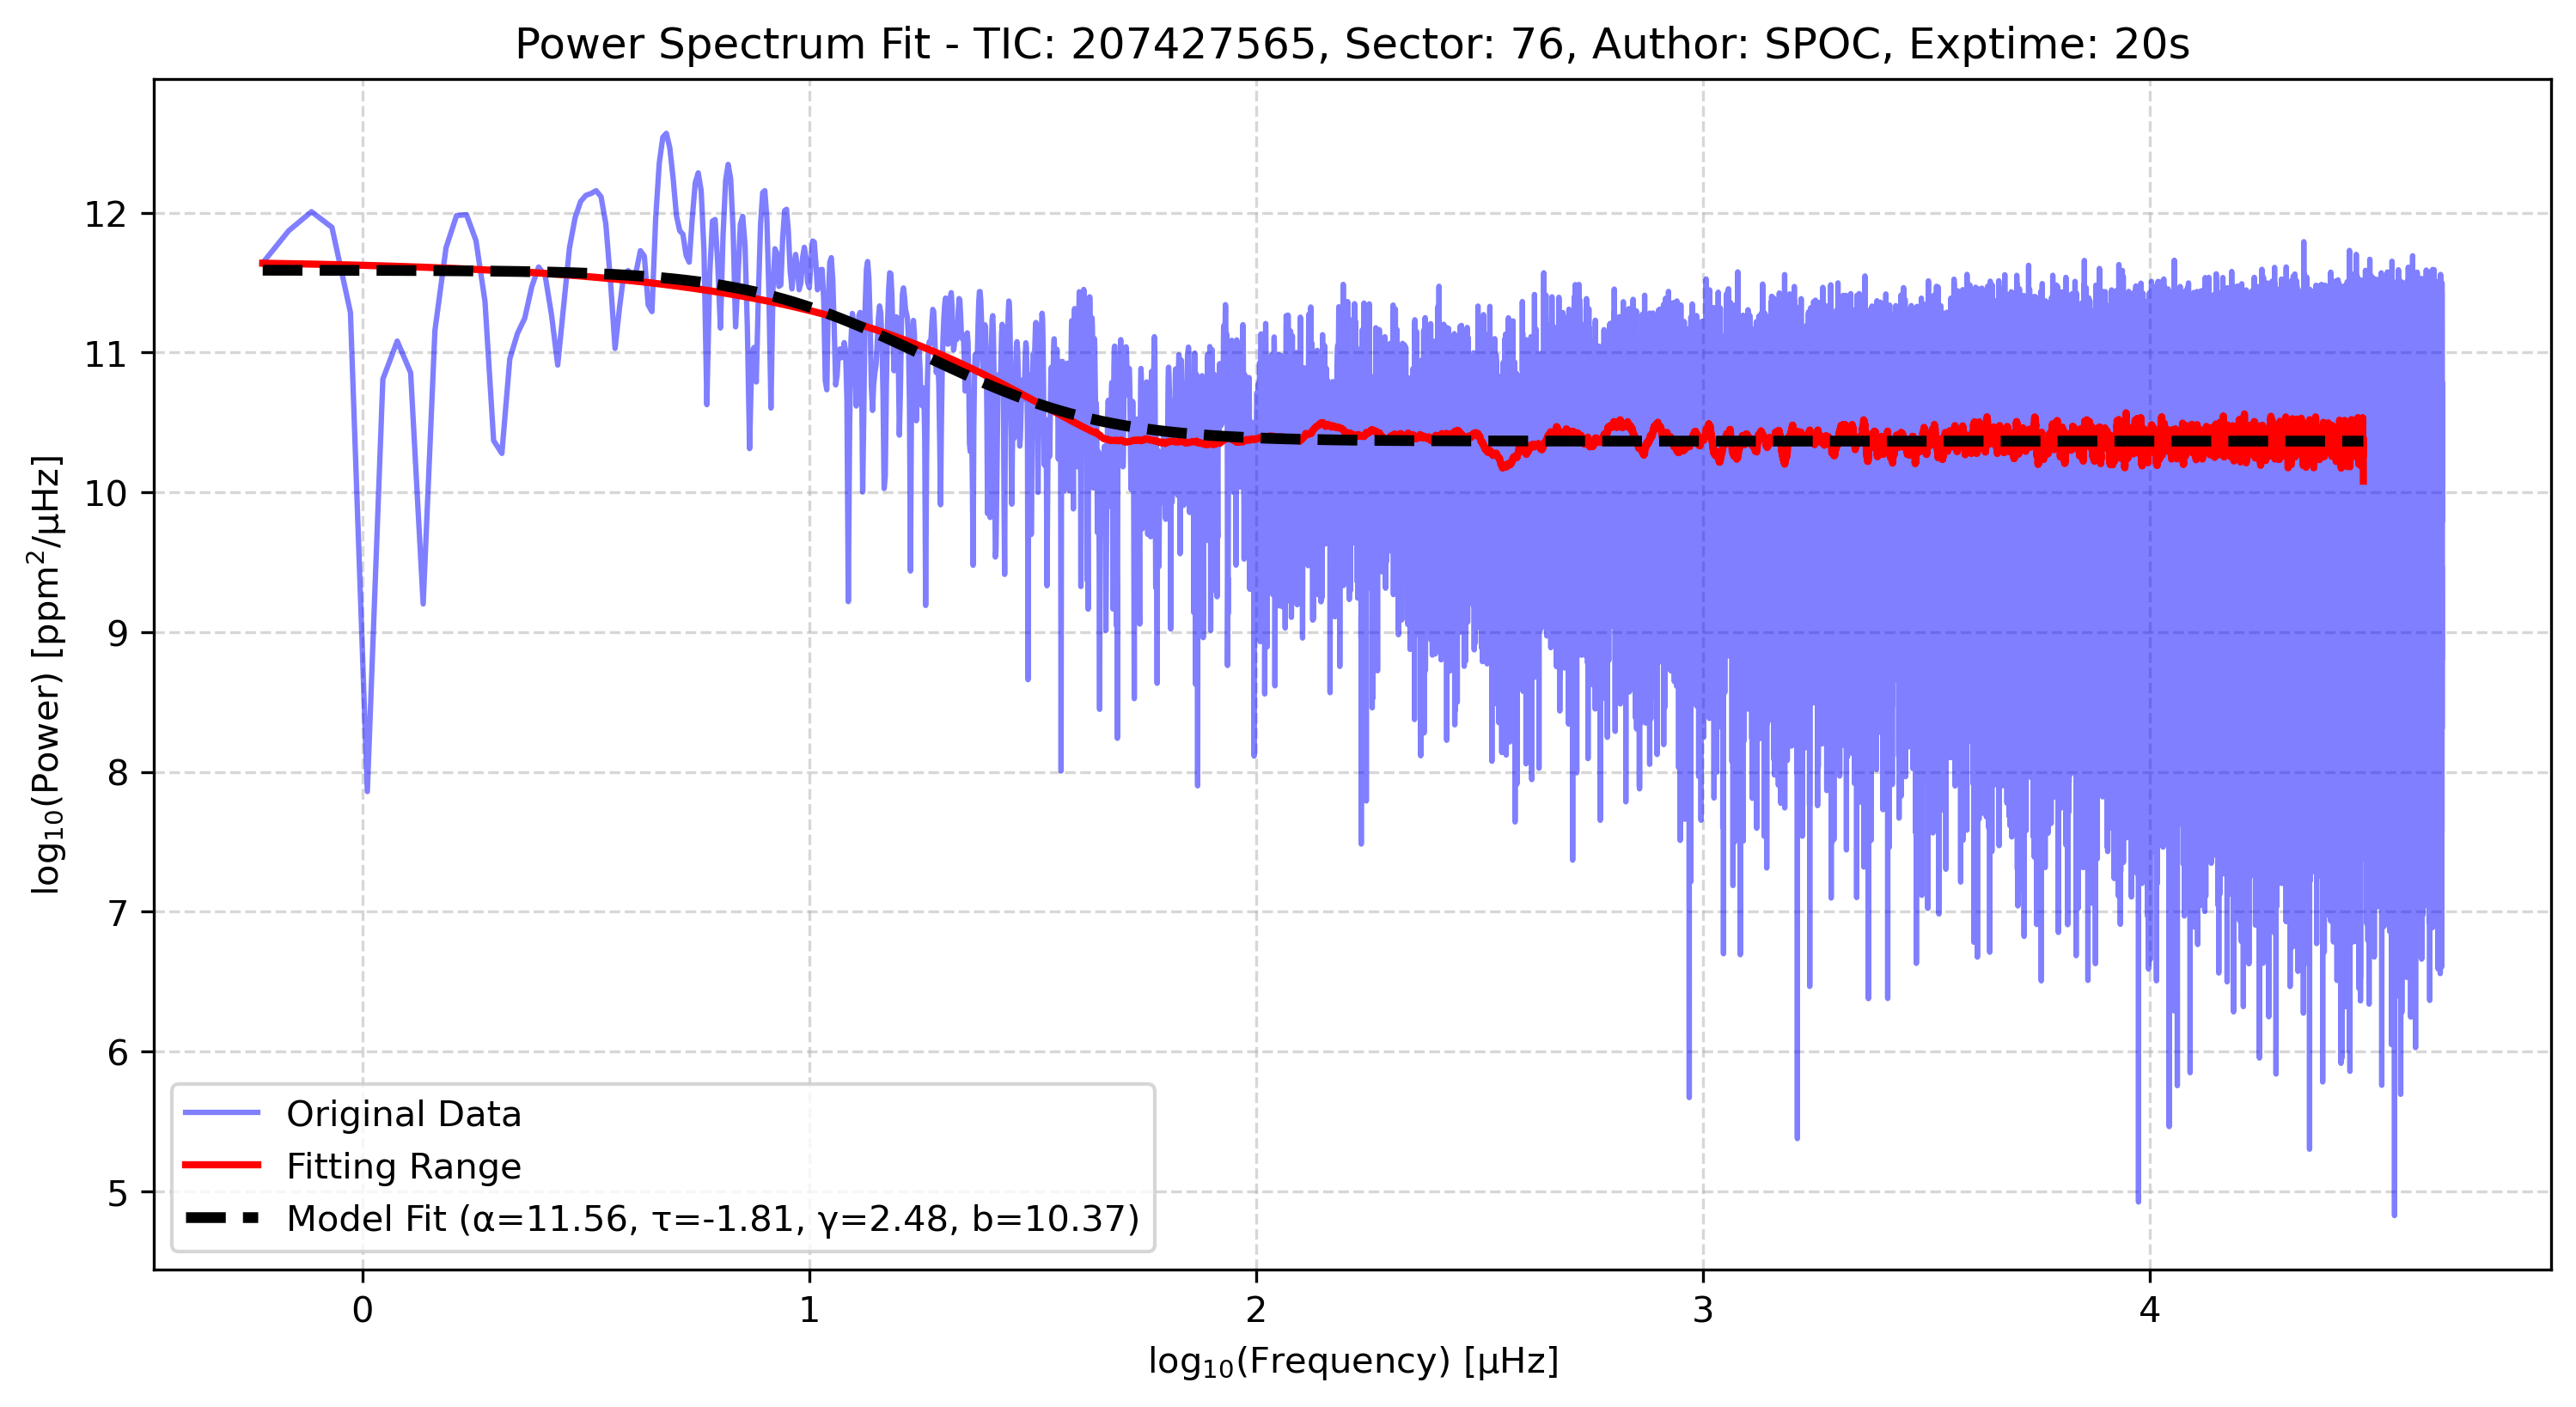 Power Spectrum Fit - TIC: 207427565, Sector: 76, Author: SPOC, Exptime: 20s
log₁₀(Power) [ppm²/μHz]
12
11
10
9
8
7
6
5
Original Data
Fitting Range
Model Fit (α=11.56, τ=-1.81, γ=2.48, b=10.37)
0 1 2 3 4
log₁₀(Frequency) [μHz]